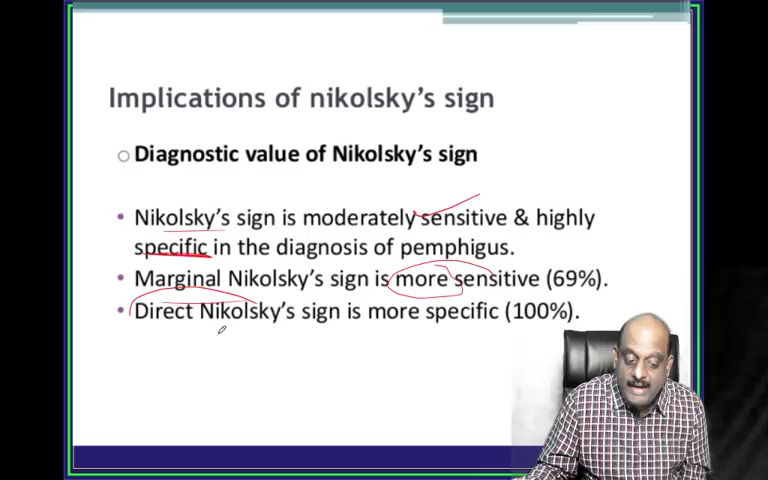 Implications of nikolsky's sign
Diagnostic value of Nikolsky's sign
Nikolsky's sign is moderately sensitive & highly
specific in the diagnosis of pemphigus.
Marginal Nikolsky's sign is more sensitive (69%).
Direct Nikolsky's sign is more specific (100%).